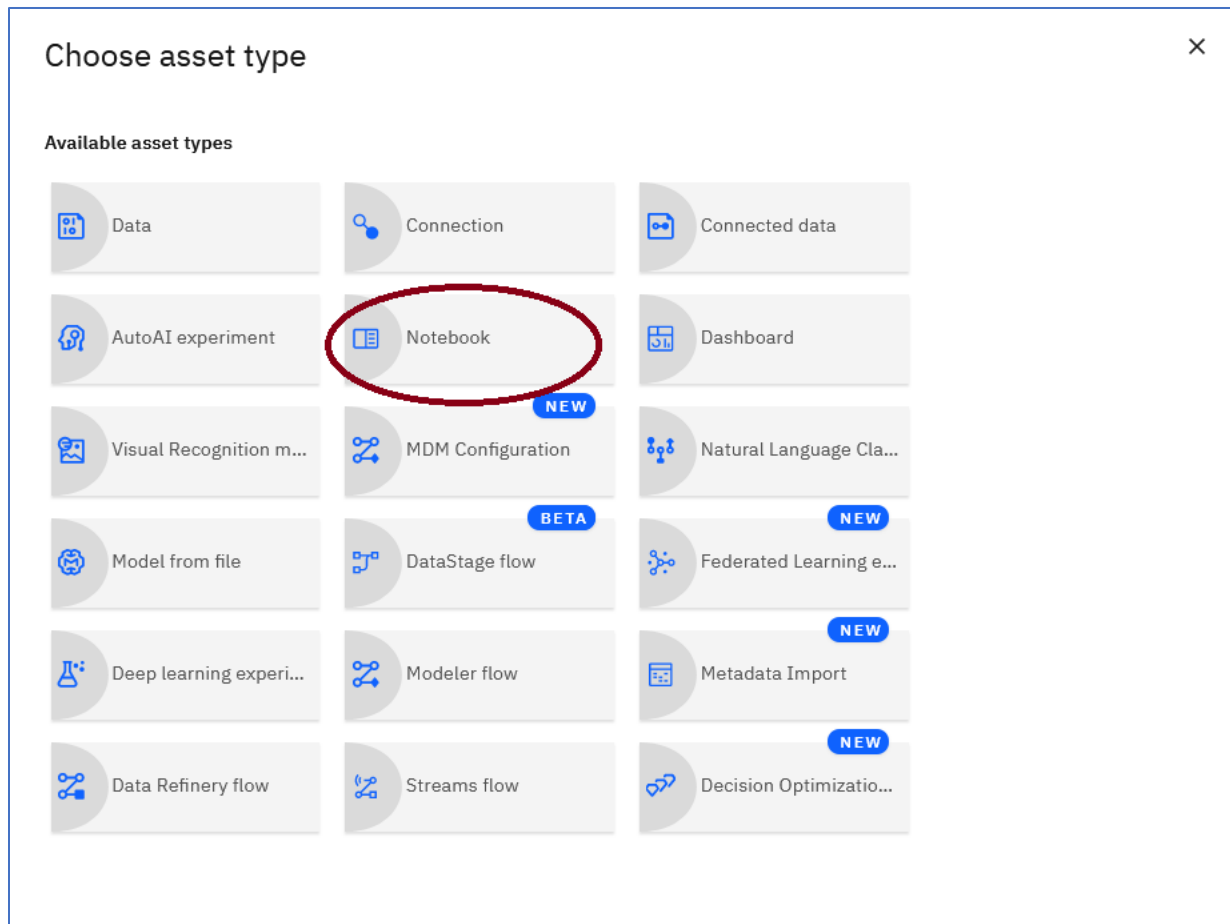 Choose asset type
Available asset types
Data
Connection
Connected data
AutoAI experiment
Notebook
Dashboard
NEW
Visual Recognition m...
MDM Configuration
Natural Language Cla...
BETA
NEW
Model from file
DataStage flow
Federated Learning e...
NEW
Deep learning experi...
Modeler flow
Metadata Import
NEW
Data Refinery flow
Streams flow
Decision Optimizatio...